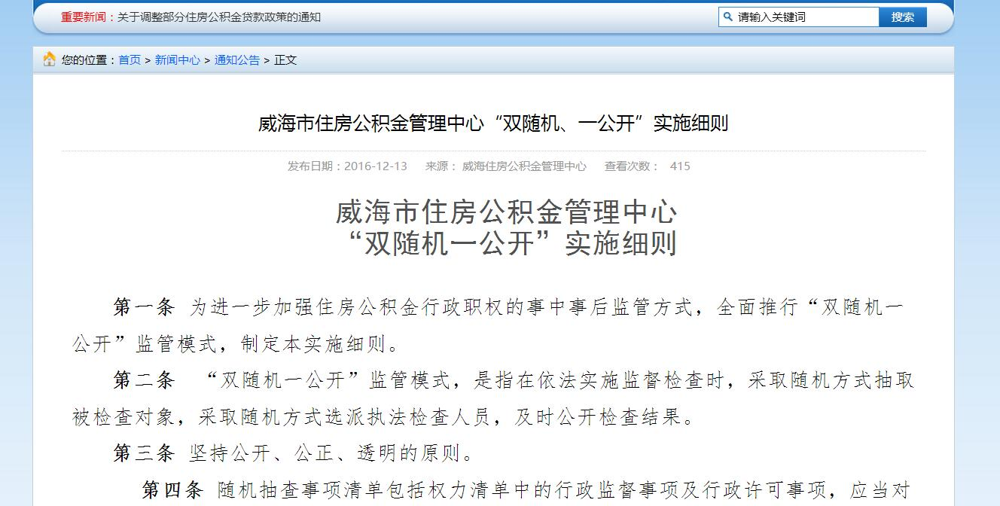 重要新闻：关于调整部分住房公积金贷款政策的通知
请输入关键词 搜索
您的位置：首页 > 新闻中心 > 通知公告 > 正文
威海市住房公积金管理中心“双随机、一公开”实施细则
发布日期：2016-12-13 来源： 威海住房公积金管理中心 查看次数： 415
威海市住房公积金管理中心
“双随机一公开”实施细则
第一条 为进一步加强住房公积金行政职权的事中事后监管方式，全面推行“双随机一
公开”监管模式，制定本实施细则。
第二条 “双随机一公开”监管模式，是指在依法实施监督检查时，采取随机方式抽取
被检查对象，采取随机方式选派执法检查人员，及时公开检查结果。
第三条 坚持公开、公正、透明的原则。
第四条 随机抽查事项清单包括权力清单中的行政监督事项及行政许可事项，应当对